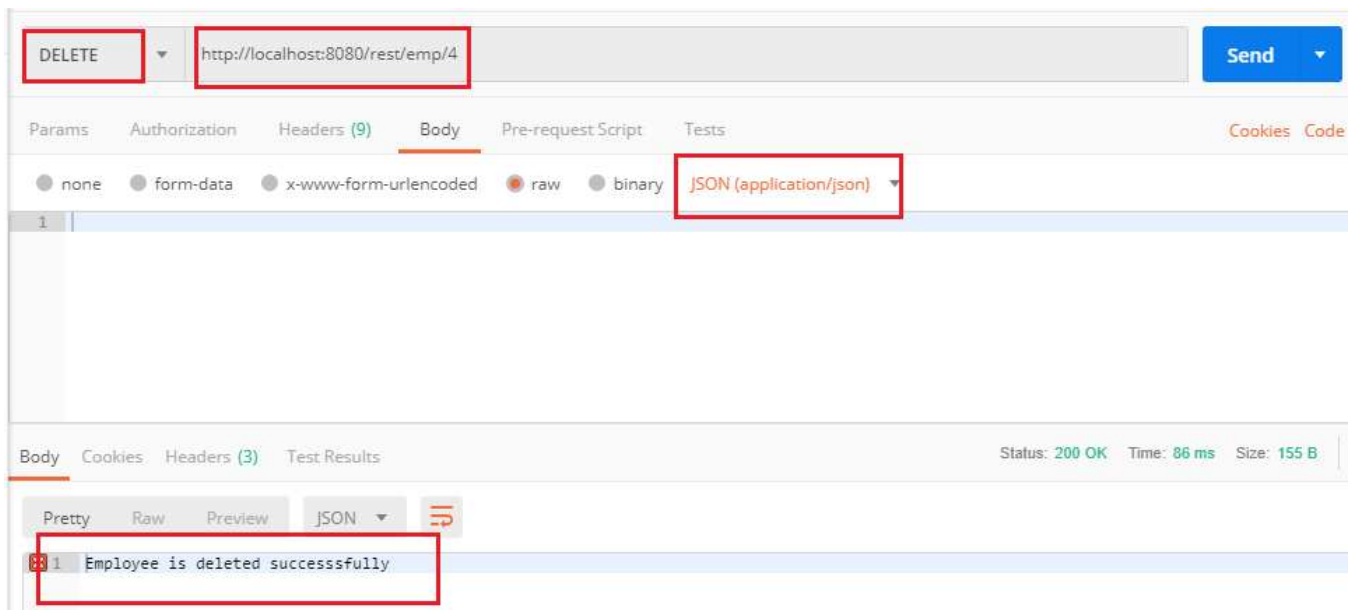 DELETE http://localhost:8080/rest/emp/4 Send
Params Authorization Headers (9) Body Pre-request Script Tests Cookies Code
none form-data x-www-form-urlencoded raw binary JSON (application/json)
1
Body Cookies Headers (3) Test Results Status: 200 OK Time: 86 ms Size: 155 B
Pretty Raw Preview JSON
1 Employee is deleted successsfully